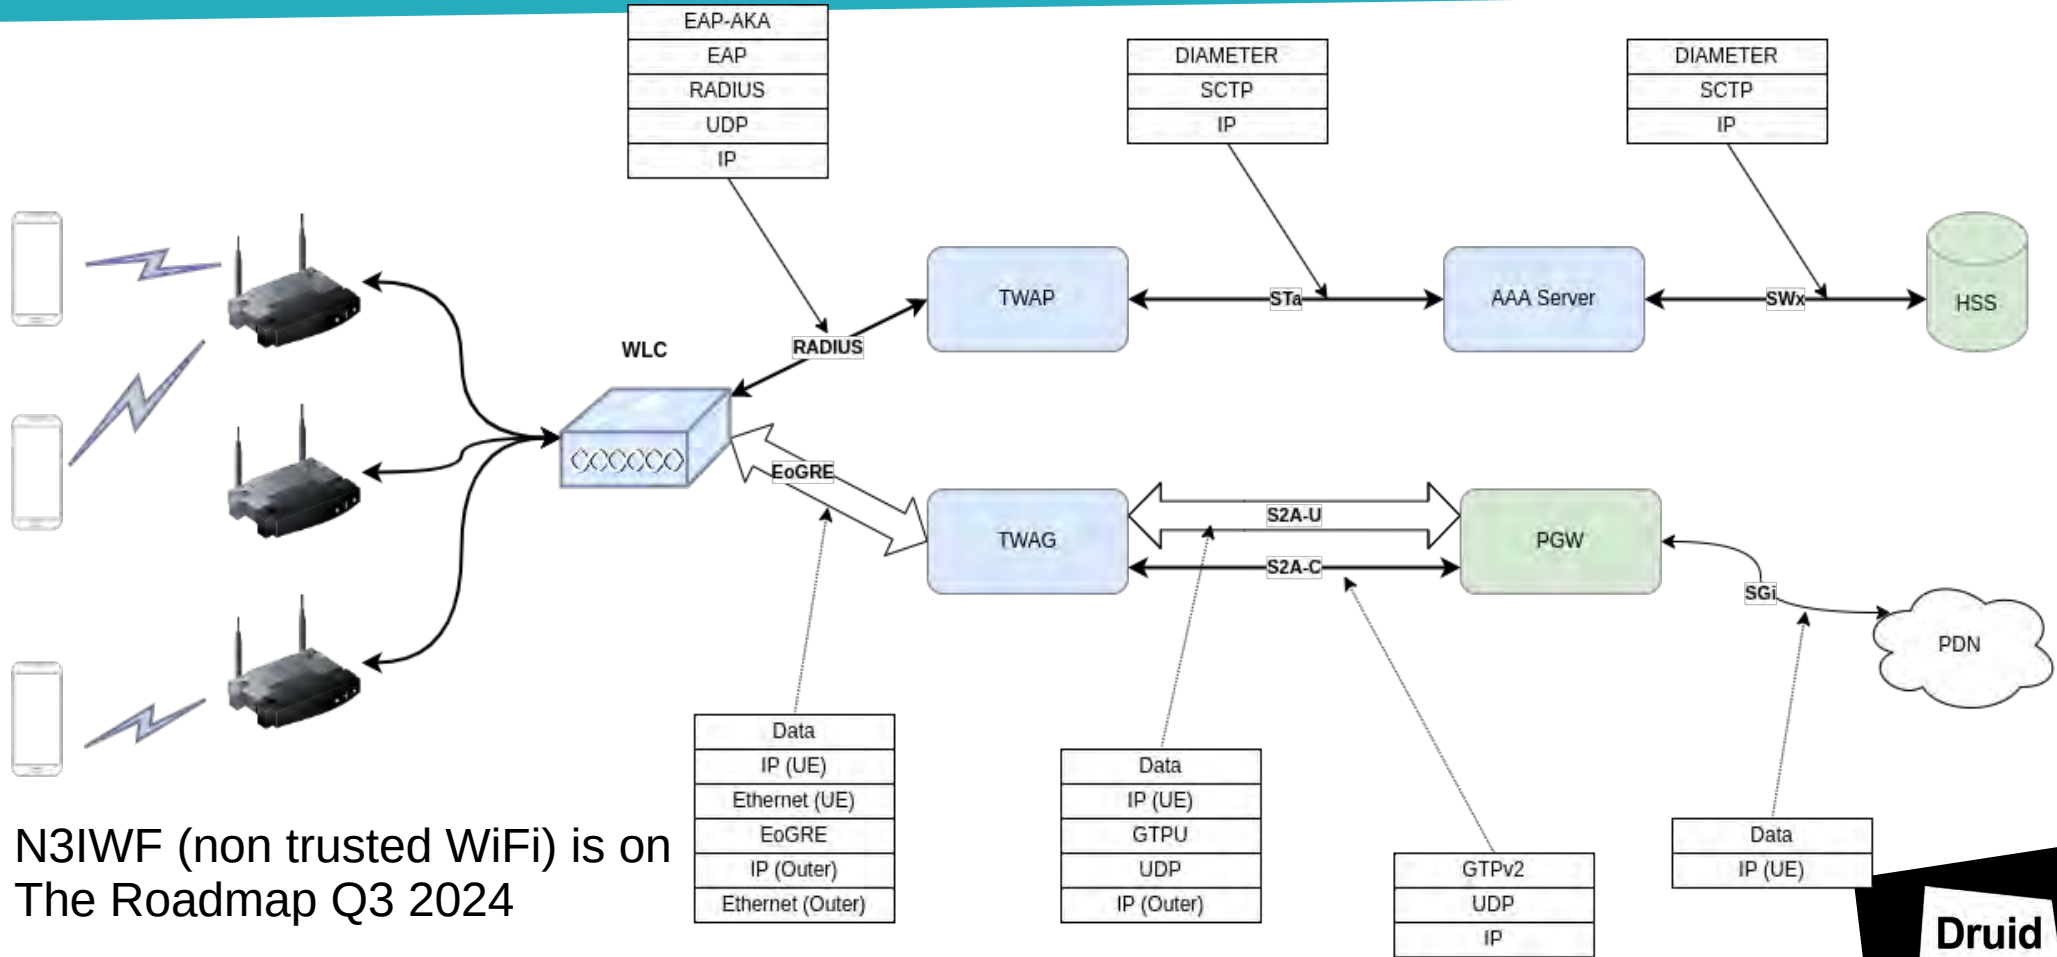 EAP-AKA
EAP
RADIUS
UDP
IP
DIAMETER
SCTP
IP
DIAMETER
SCTP
IP
TWAP
STa
AAA Server
SWx
HSS
WLC
RADIUS
EoGRE
TWAG
S2A-U
S2A-C
PGW
SGi
PDN
Data
IP (UE)
Ethernet (UE)
EoGRE
IP (Outer)
Ethernet (Outer)
Data
IP (UE)
GTPU
UDP
IP (Outer)
GTPv2
UDP
IP
Data
IP (UE)
N3IWF (non trusted WiFi) is on
The Roadmap Q3 2024
Druid